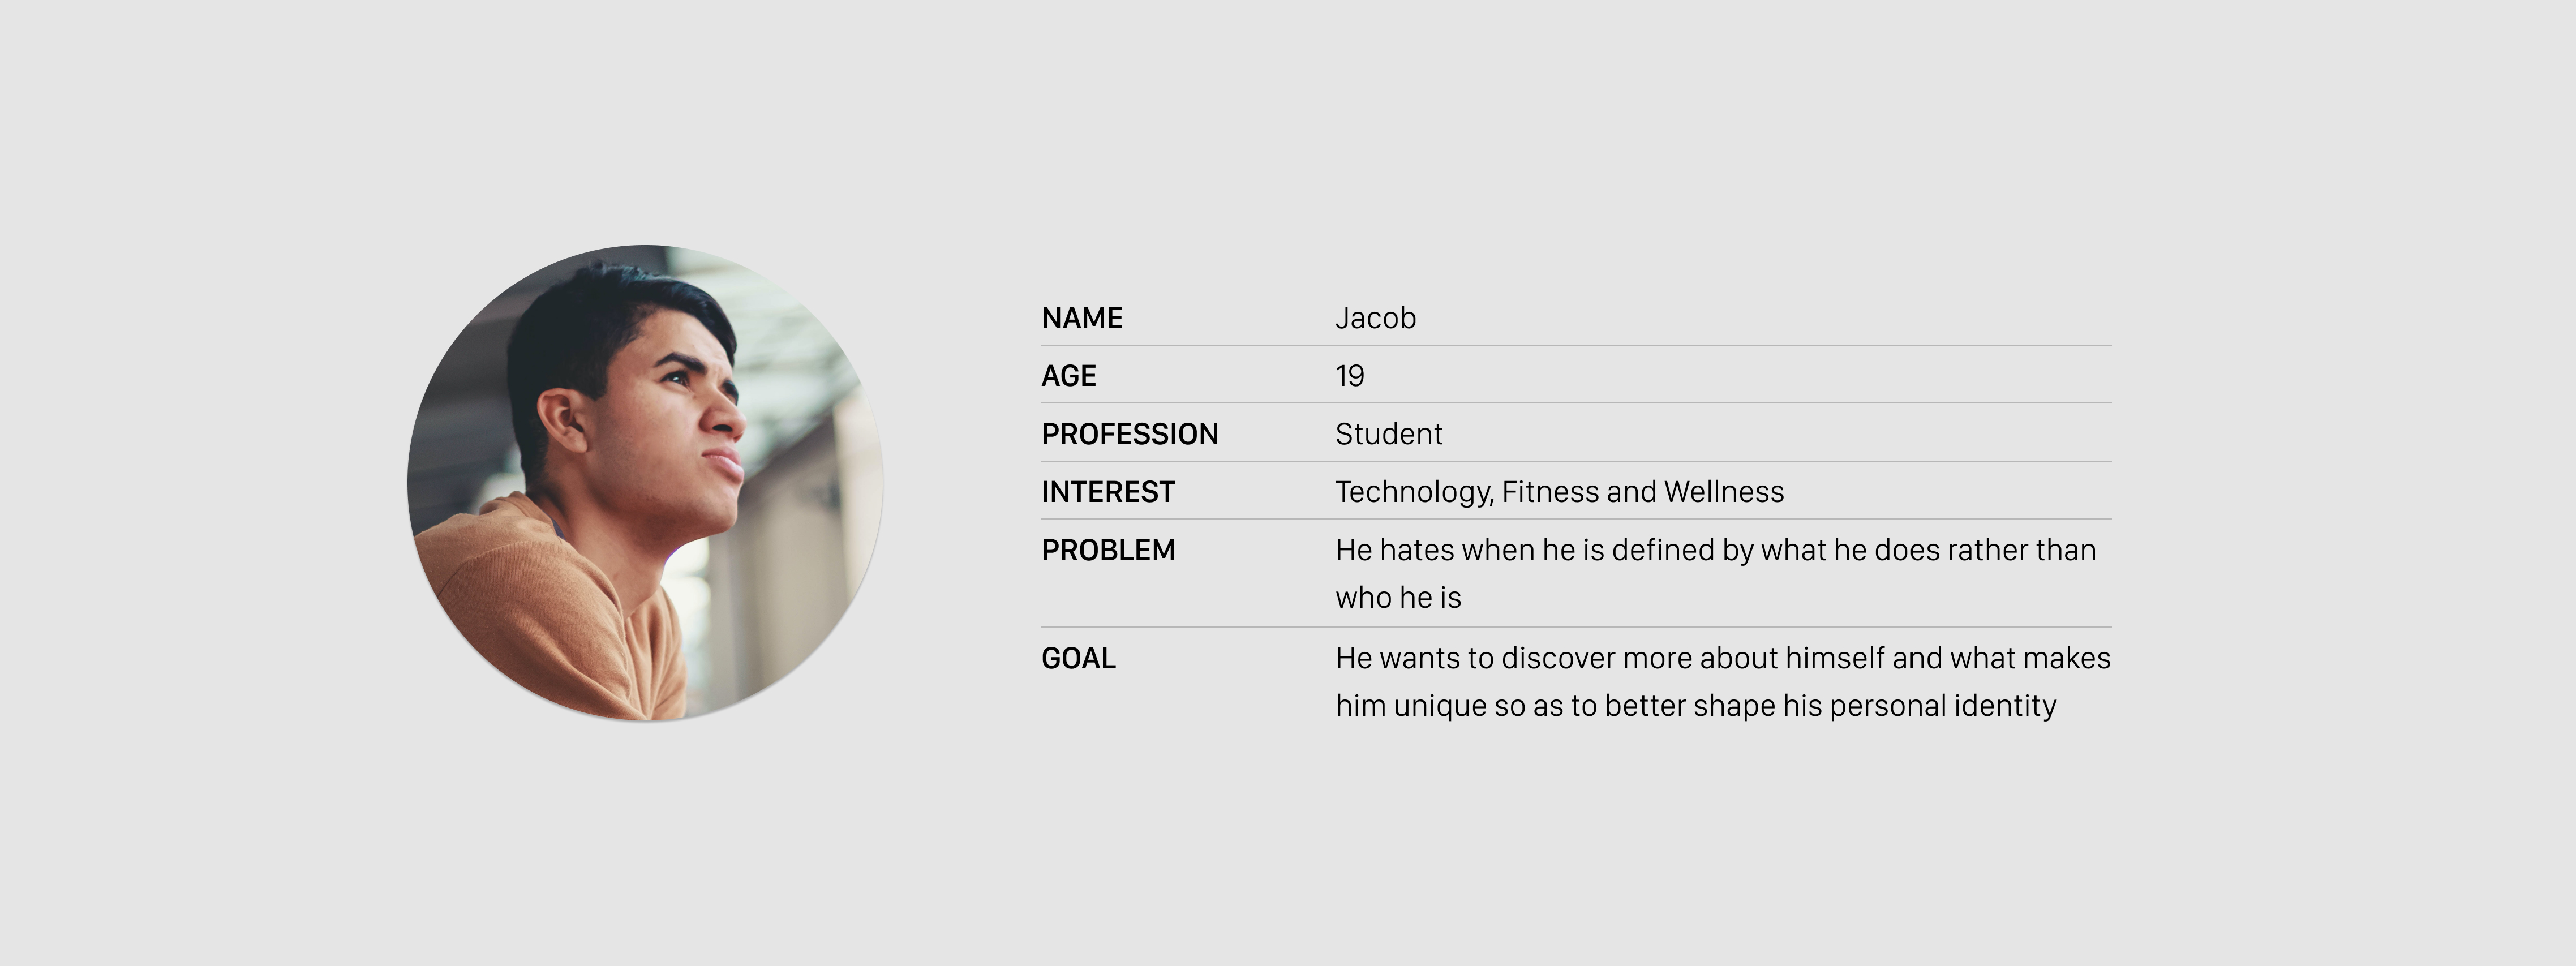 NAME Jacob
AGE 19
PROFESSION Student
INTEREST Technology, Fitness and Wellness
PROBLEM He hates when he is defined by what he does rather than
who he is
GOAL He wants to discover more about himself and what makes
him unique so as to better shape his personal identity